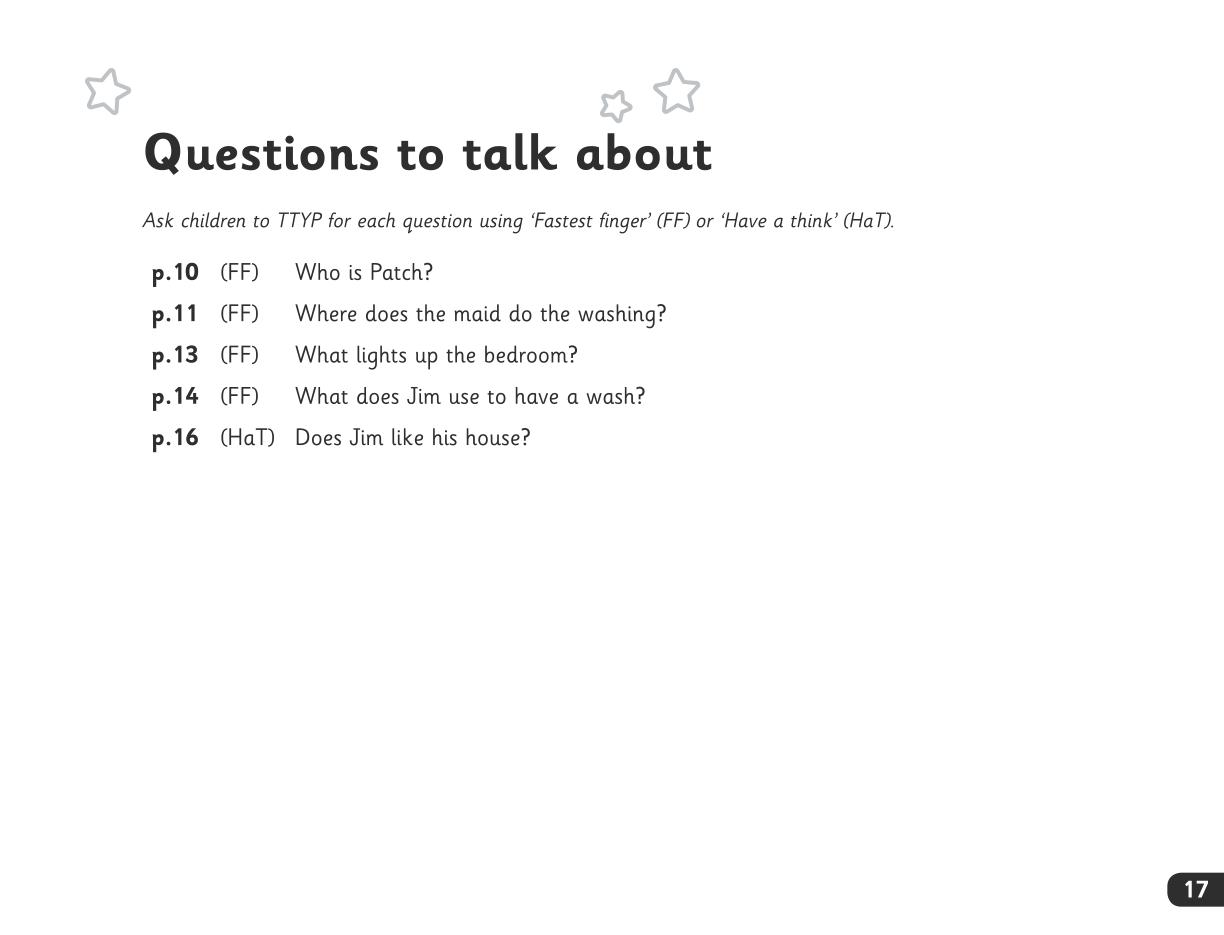 Questions to talk about
Ask children to TTYP for each question using ‘Fastest finger’ (FF) or ‘Have a think’ (HaT).
p.10 (FF) Who is Patch?
p.11 (FF) Where does the maid do the washing?
p.13 (FF) What lights up the bedroom?
p.14 (FF) What does Jim use to have a wash?
p.16 (HaT) Does Jim like his house?
17